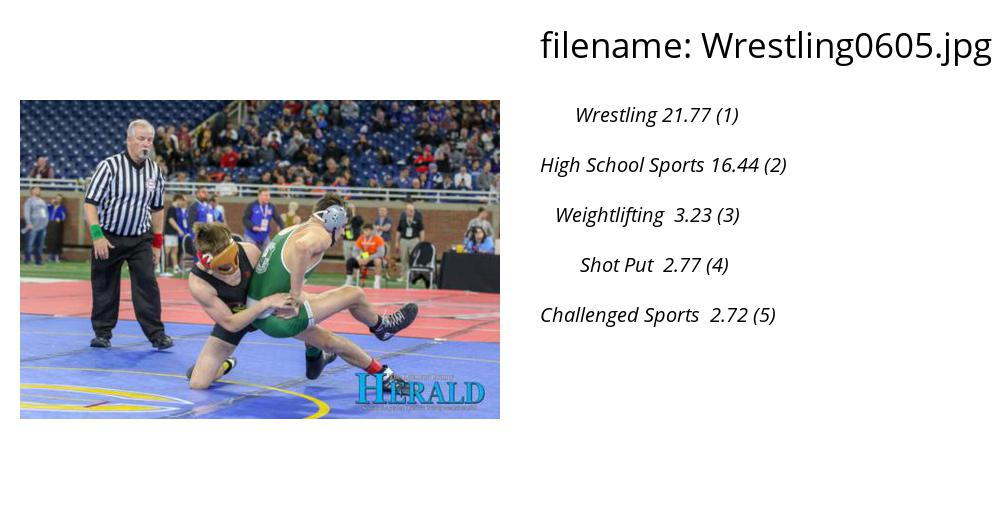 filename: Wrestling0605.jpg
Wrestling 21.77 (1)
High School Sports 16.44 (2)
Weightlifting 3.23 (3)
Shot Put 2.77 (4)
Challenged Sports 2.72 (5)
HERALD